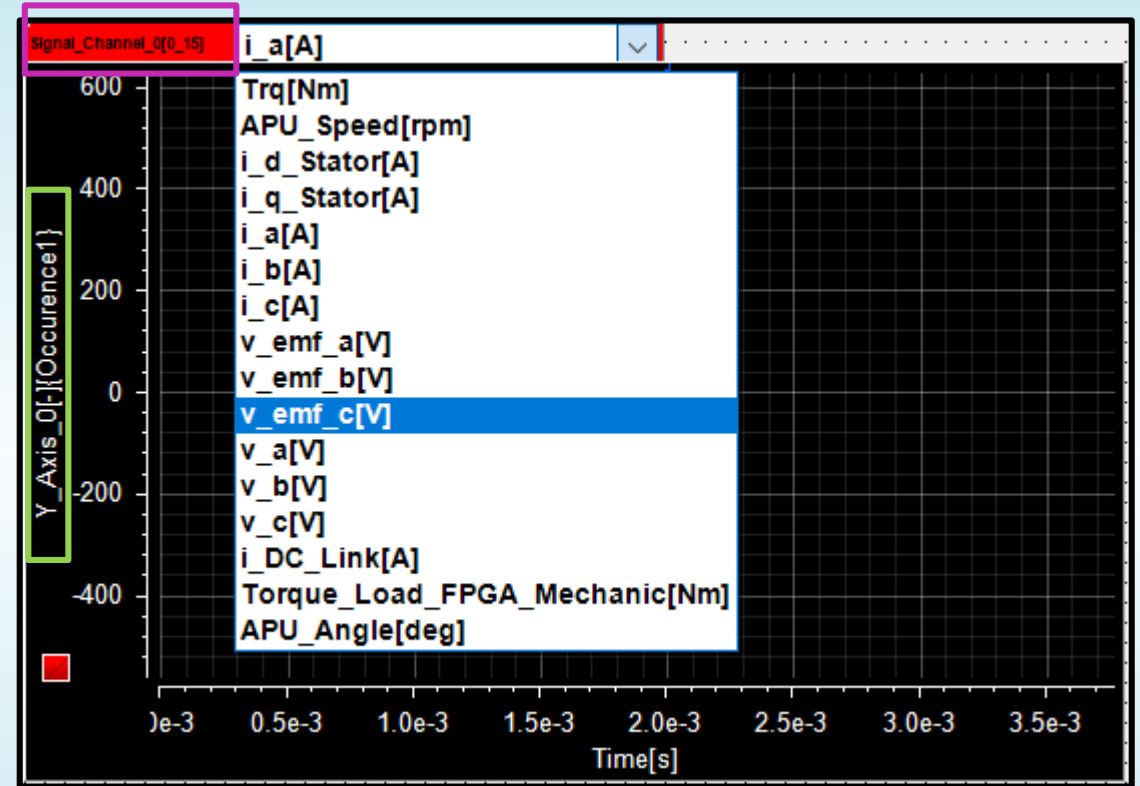 Signal_Channel_0[0_15]
i_a[A]
Trq[Nm]
APU_Speed[rpm]
i_d_Stator[A]
i_q_Stator[A]
i_a[A]
i_b[A]
i_c[A]
v_emf_a[V]
v_emf_b[V]
v_emf_c[V]
v_a[V]
v_b[V]
v_c[V]
i_DC_Link[A]
Torque_Load_FPGA_Mechanic[Nm]
APU_Angle[deg]
600
400
200
0
-200
-400
Y_Axis_0[-]{Occurence1}
0e-3 0.5e-3 1.0e-3 1.5e-3 2.0e-3 2.5e-3 3.0e-3 3.5e-3
Time[s]